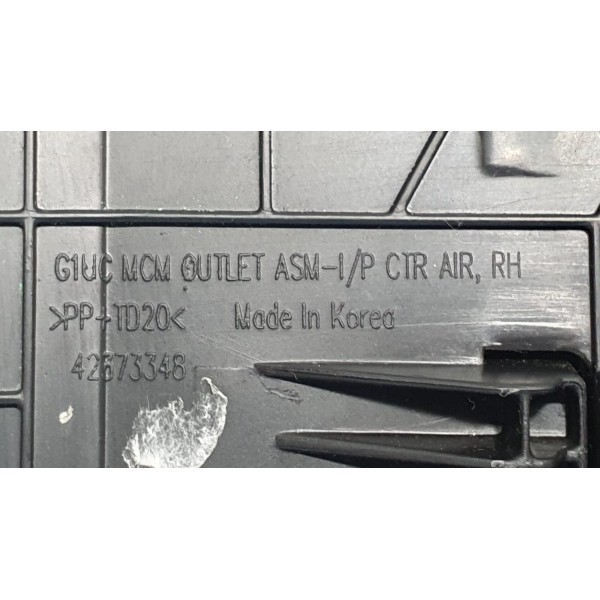 G1UC MCM OUTLET ASM-I/P CTR AIR, RH
>PP+TD20< Made In Korea
42673348